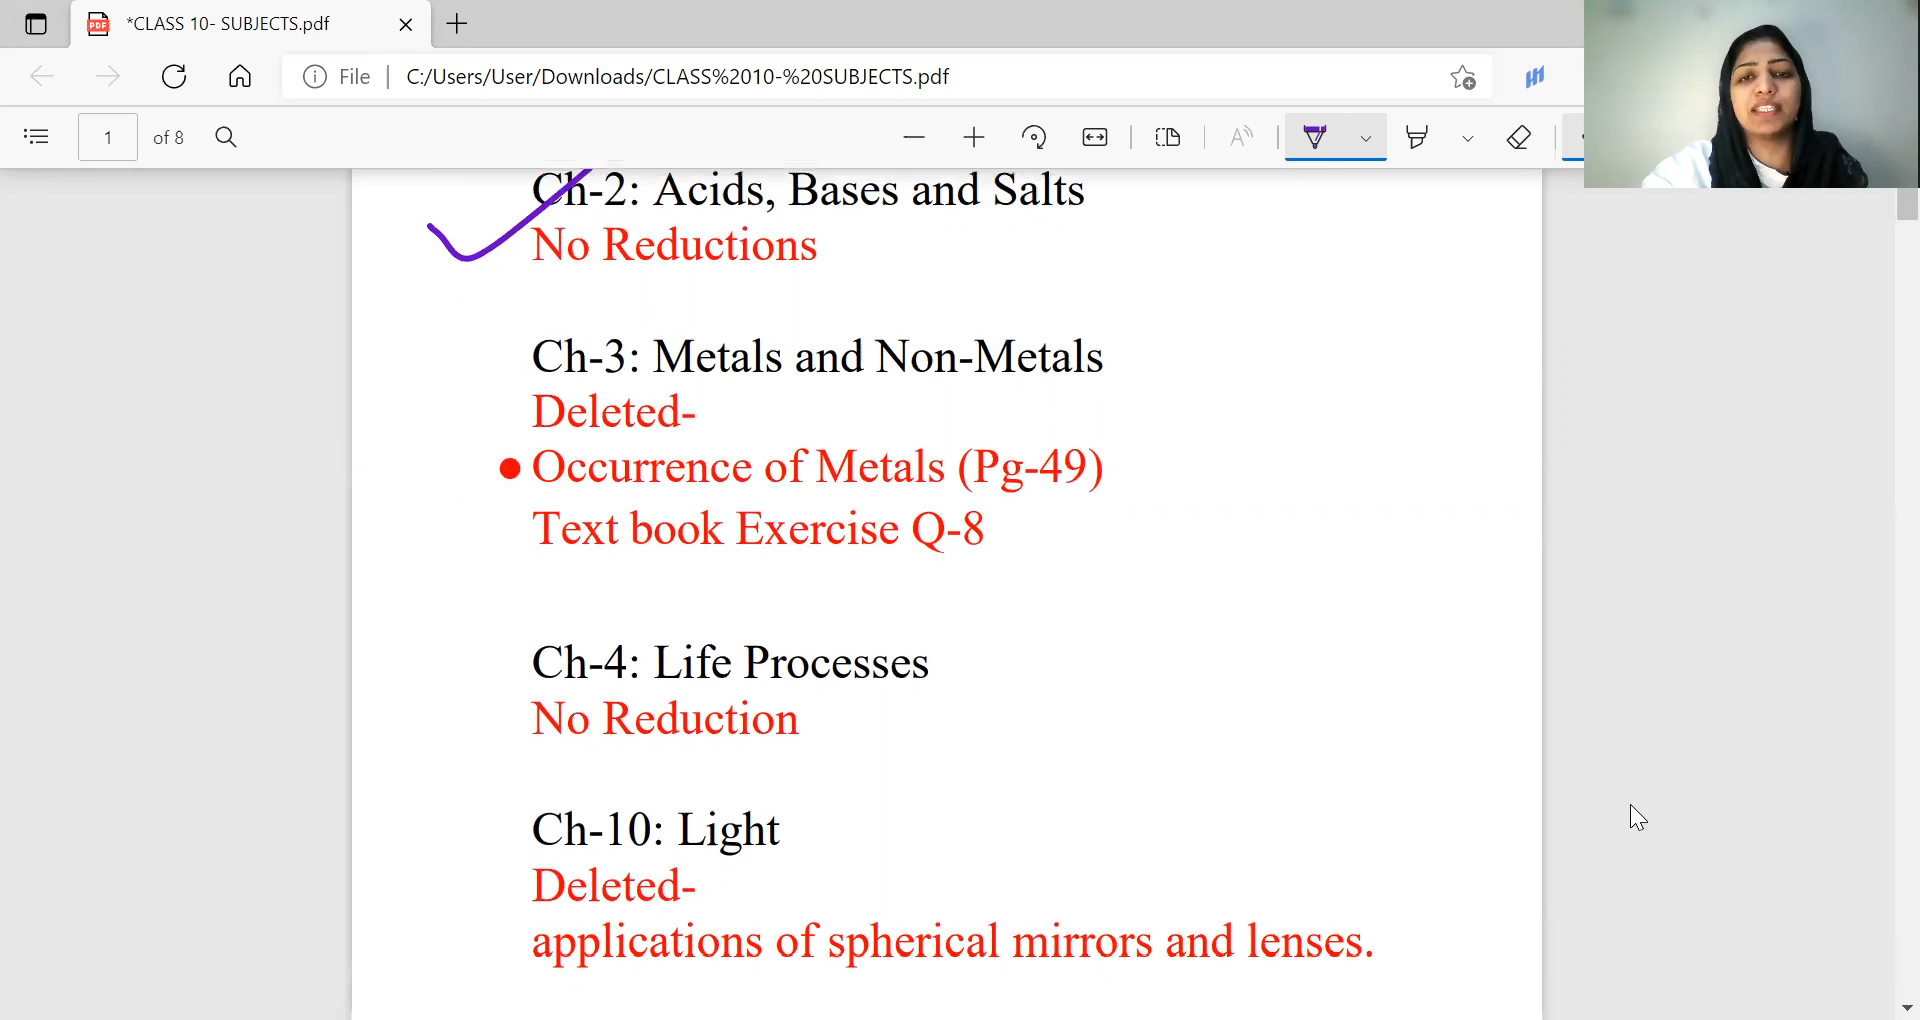 *CLASS 10- SUBJECTS.pdf
File | C:/Users/User/Downloads/CLASS%2010-%20SUBJECTS.pdf
1 of 8
Ch-2: Acids, Bases and Salts
No Reductions
Ch-3: Metals and Non-Metals
Deleted-
● Occurrence of Metals (Pg-49)
Text book Exercise Q-8
Ch-4: Life Processes
No Reduction
Ch-10: Light
Deleted-
applications of spherical mirrors and lenses.